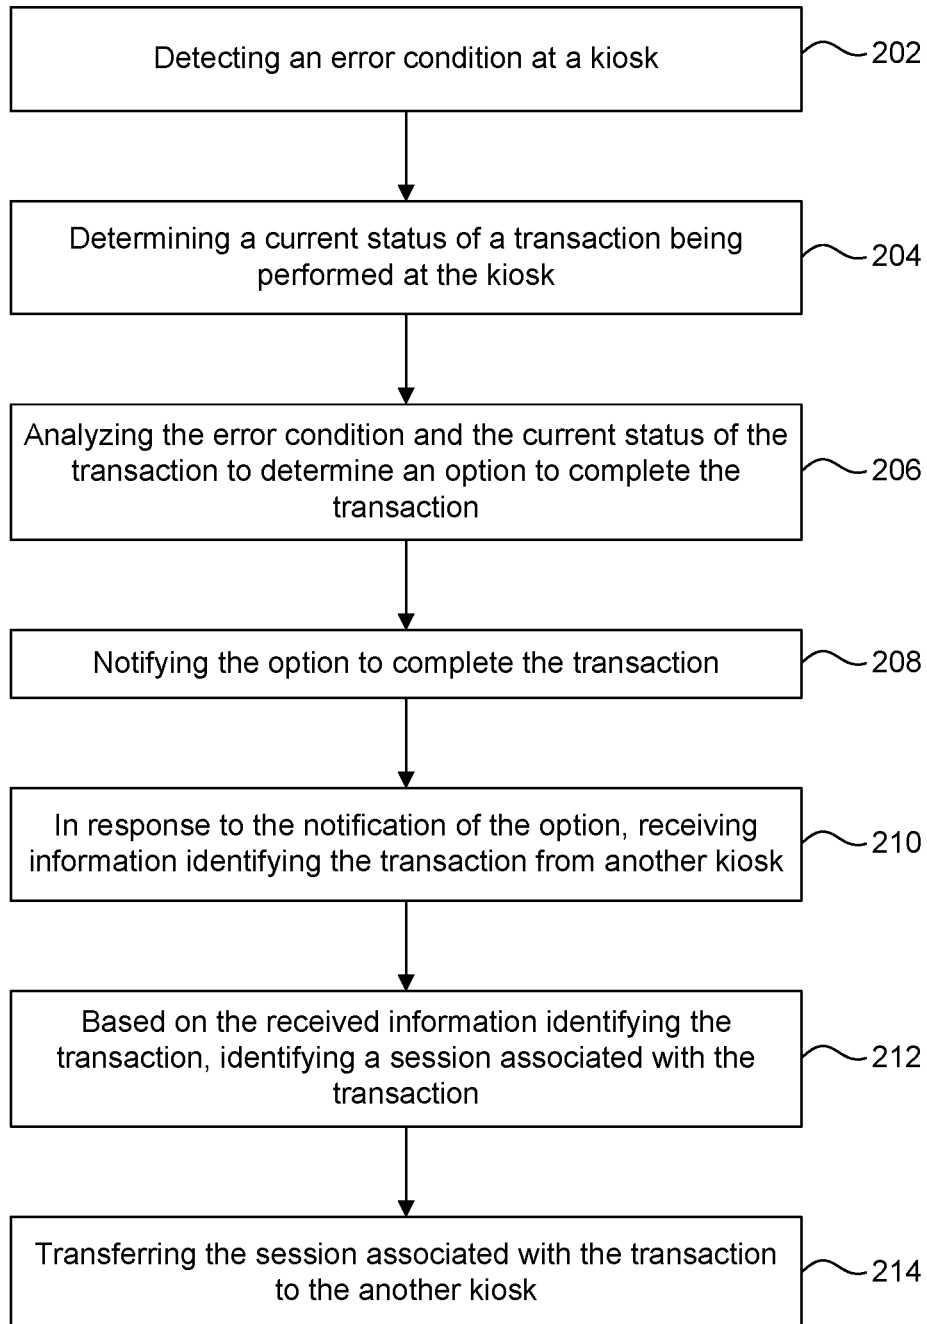 Detecting an error condition at a kiosk
202
Determining a current status of a transaction being
performed at the kiosk
204
Analyzing the error condition and the current status of the
transaction to determine an option to complete the
transaction
206
Notifying the option to complete the transaction
208
In response to the notification of the option, receiving
information identifying the transaction from another kiosk
210
Based on the received information identifying the
transaction, identifying a session associated with the
transaction
212
Transferring the session associated with the transaction
to the another kiosk
214